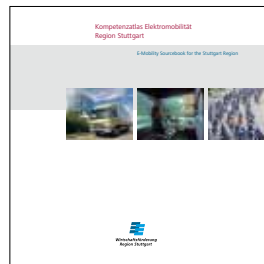 Kompetenzatlas Elektromobilität
Region Stuttgart
E-Mobility Sourcebook for the Stuttgart Region
Wirtschaftsförderung
Region Stuttgart